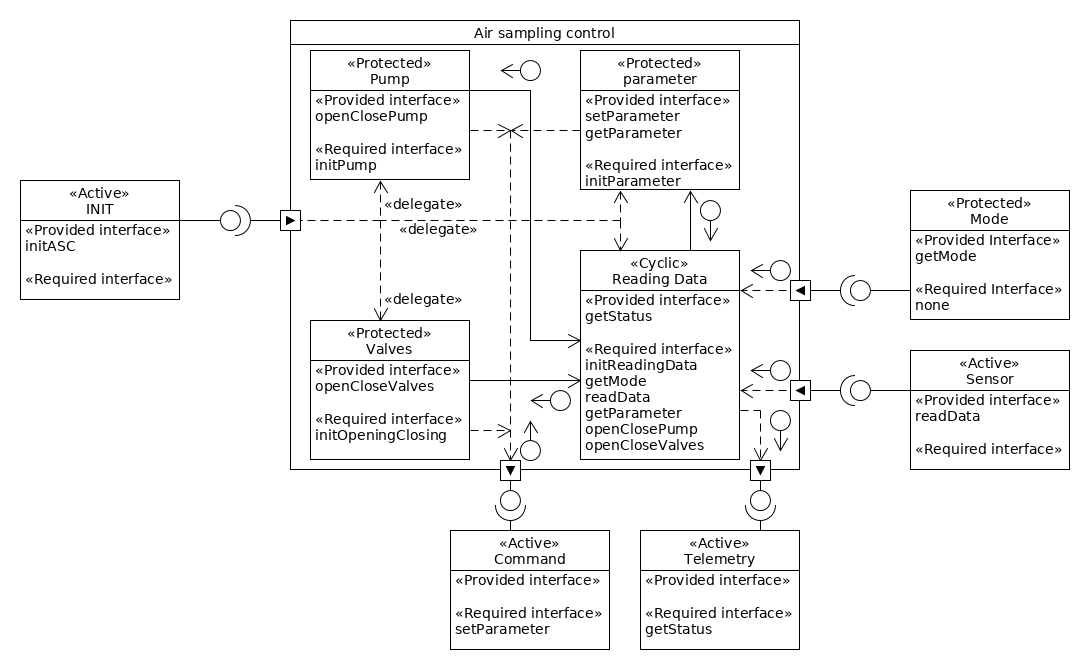 Air sampling control
«Protected»
Pump
«Provided interface»
openClosePump
«Required interface»
initPump
«Protected»
parameter
«Provided interface»
setParameter
getParameter
«Required interface»
initParameter
«Active»
INIT
«Provided interface»
initASC
«Required interface»
«delegate»
«delegate»
«delegate»
«Protected»
Mode
«Provided Interface»
getMode
«Required Interface»
none
«Cyclic»
Reading Data
«Provided interface»
getStatus
«Required interface»
initReadingData
getMode
readData
getParameter
openClosePump
openCloseValves
«Protected»
Valves
«Provided interface»
openCloseValves
«Required interface»
initOpeningClosing
«Active»
Sensor
«Provided interface»
readData
«Required interface»
«Active»
Command
«Provided interface»
«Required interface»
setParameter
«Active»
Telemetry
«Provided interface»
«Required interface»
getStatus